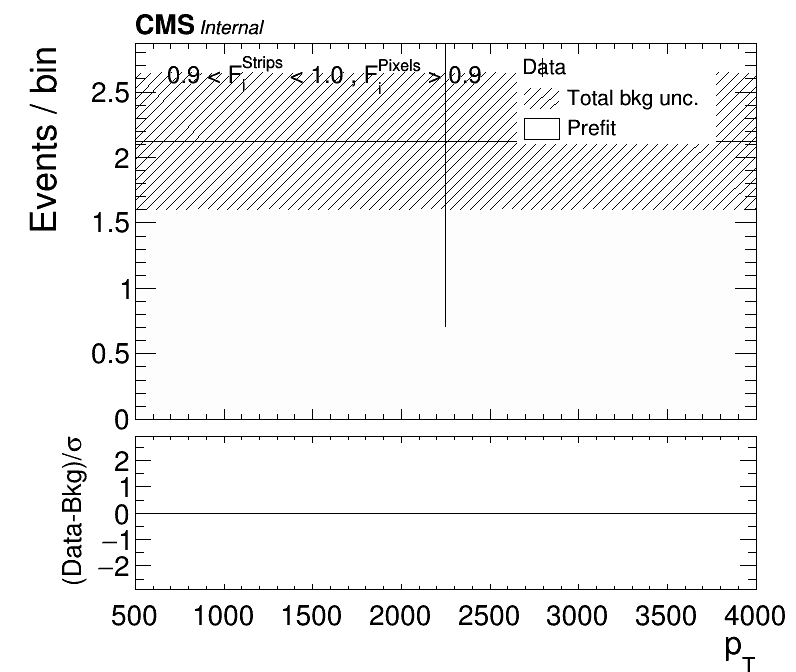 CMS Internal
Events / bin
0.9 < F_i^Strips < 1.0 , F_i^Pixels > 0.9
Data
Total bkg unc.
Prefit
2.5
2
1.5
1
0.5
0
(Data-Bkg)/σ
2
1
0
−1
−2
500 1000 1500 2000 2500 3000 3500 4000
p_T